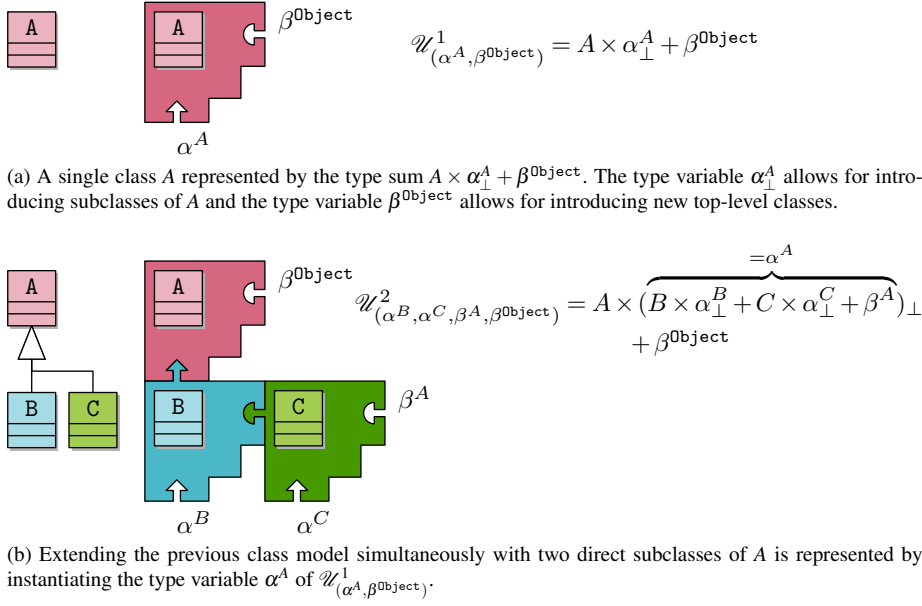 A
A
β^Object
𝒰^1_(α^A,β^Object) = A × α^A_⊥ + β^Object
α^A
(a) A single class A represented by the type sum A × α^A_⊥ + β^Object. The type variable α^A_⊥ allows for intro-
ducing subclasses of A and the type variable β^Object allows for introducing new top-level classes.
=α^A
A
A
β^Object
𝒰^2_(α^B,α^C,β^A,β^Object) = A × (B × α^B_⊥ + C × α^C_⊥ + β^A)_⊥
+ β^Object
B
C
B
C
β^A
α^B
α^C
(b) Extending the previous class model simultaneously with two direct subclasses of A is represented by
instantiating the type variable α^A of 𝒰^1_(α^A,β^Object).